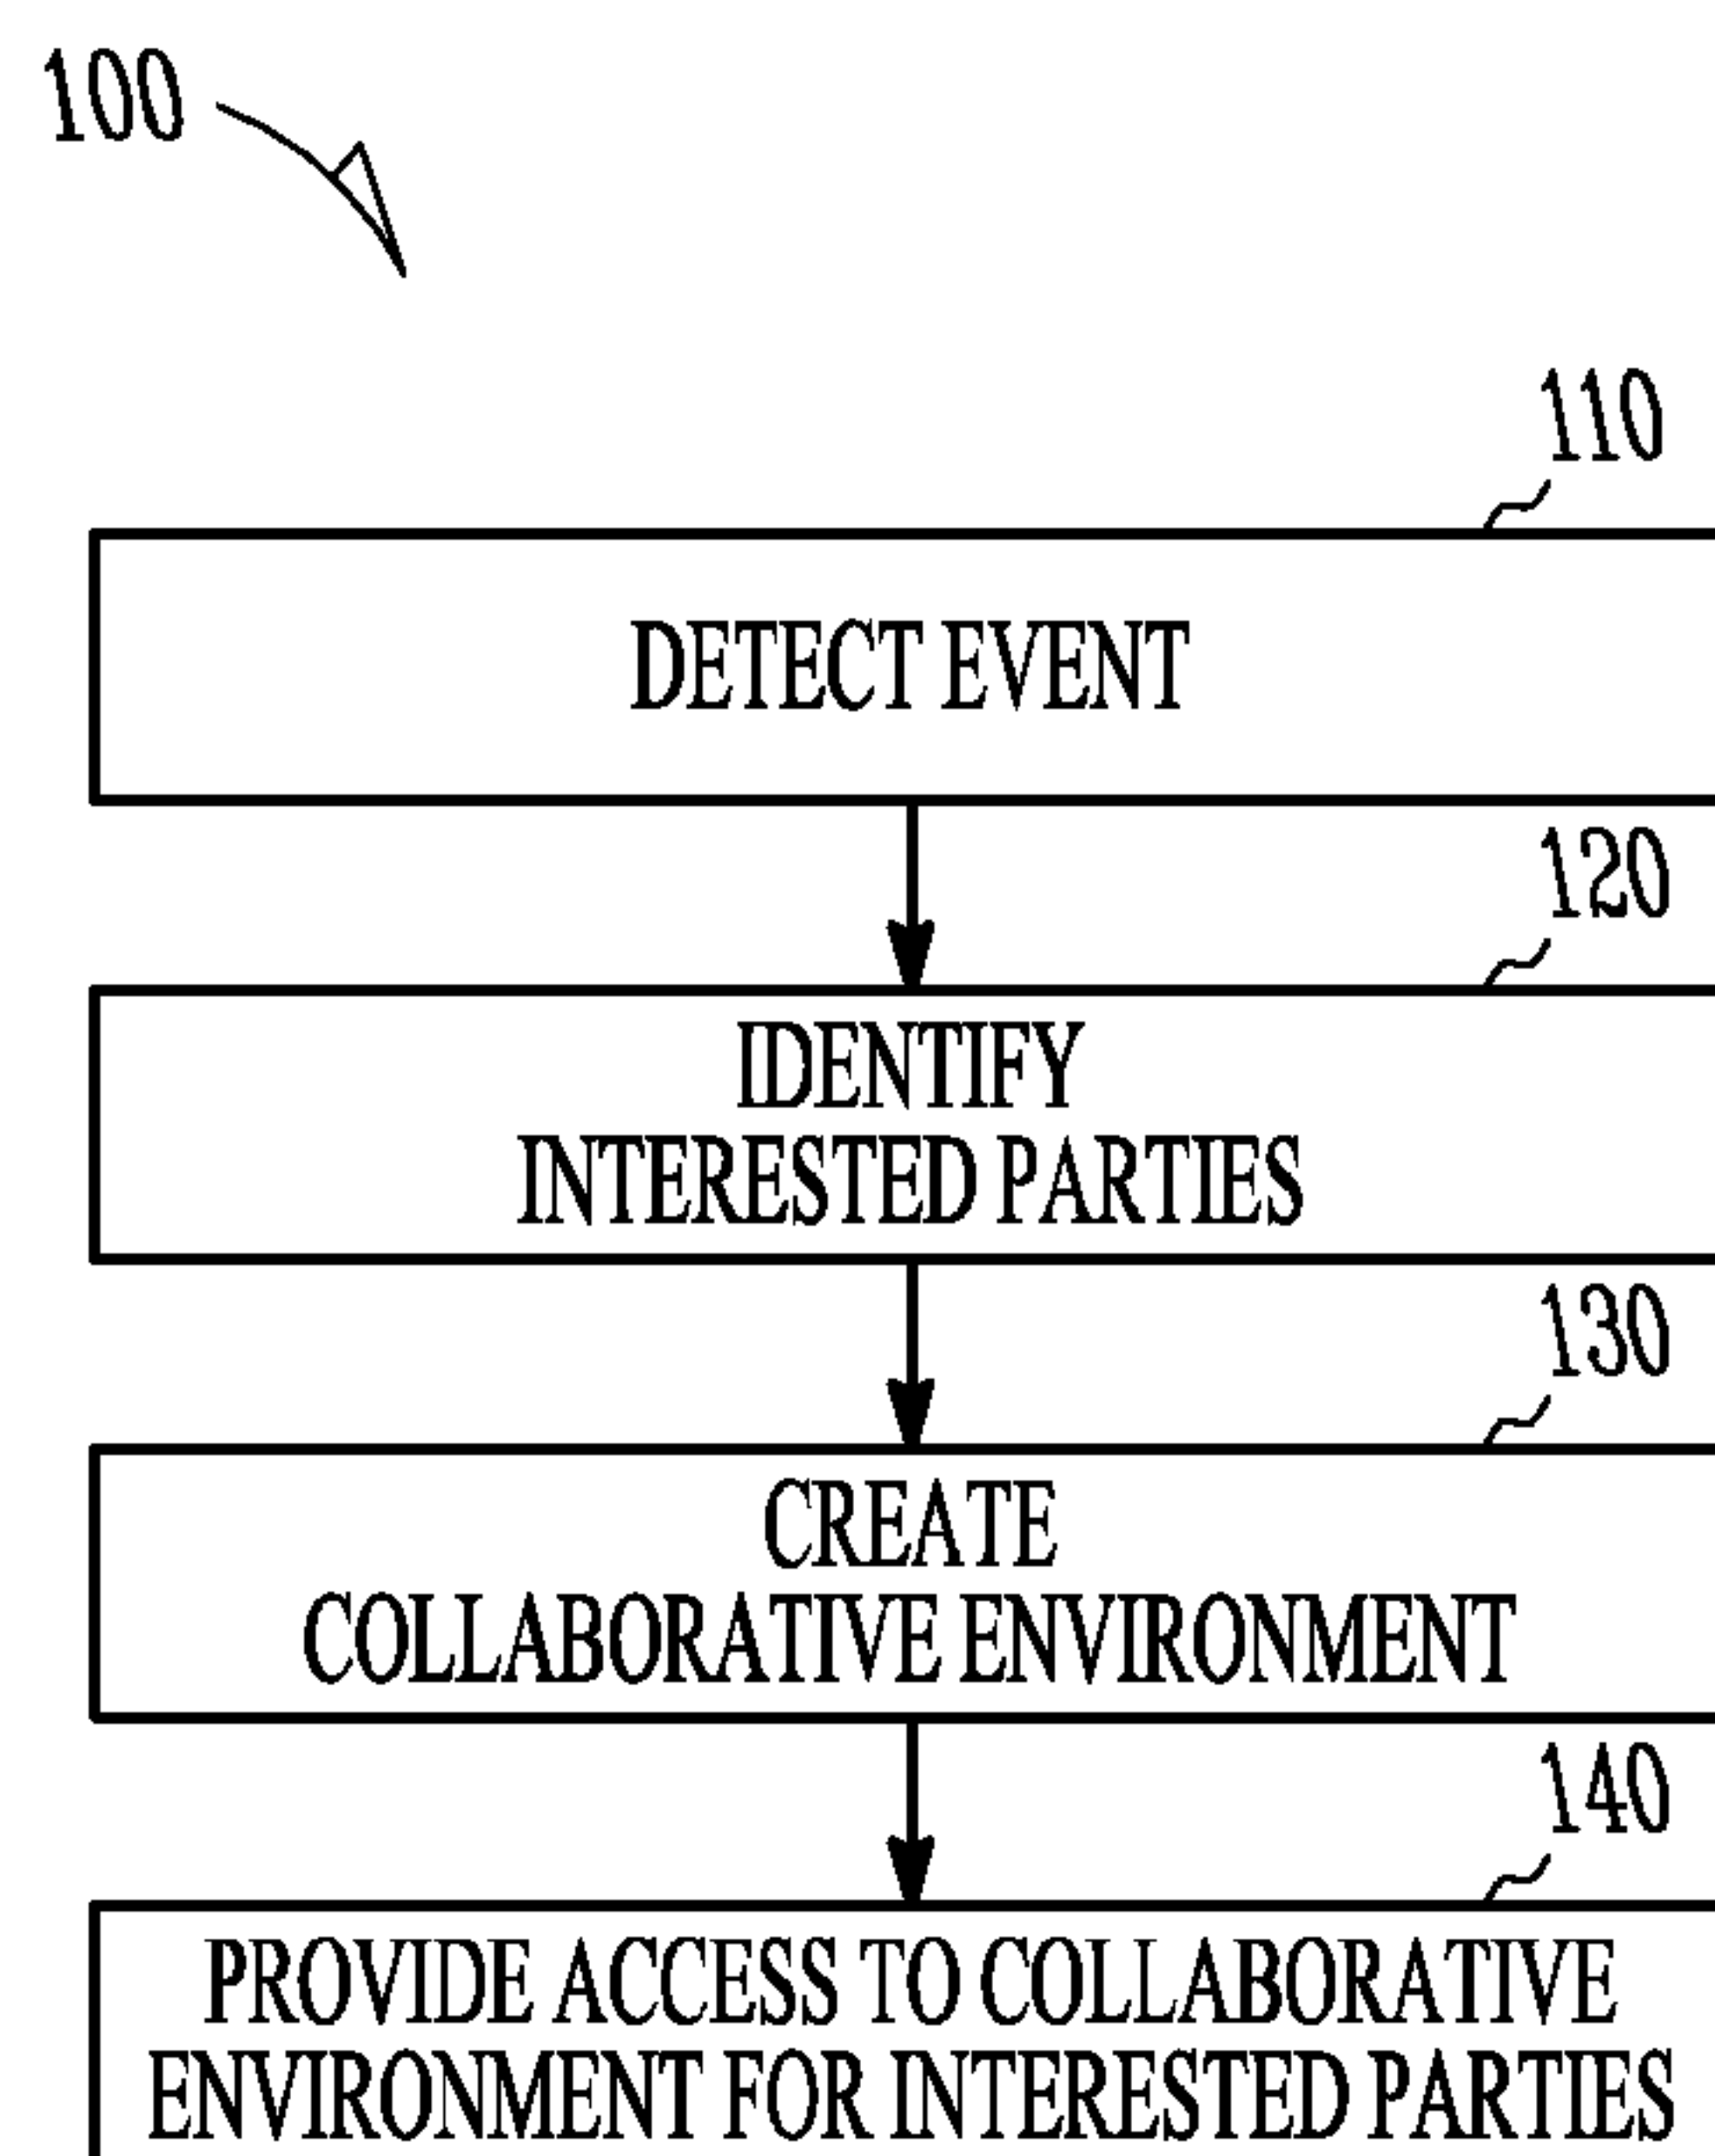 100
110
DETECT EVENT
120
IDENTIFY
INTERESTED PARTIES
130
CREATE
COLLABORATIVE ENVIRONMENT
140
PROVIDE ACCESS TO COLLABORATIVE
ENVIRONMENT FOR INTERESTED PARTIES